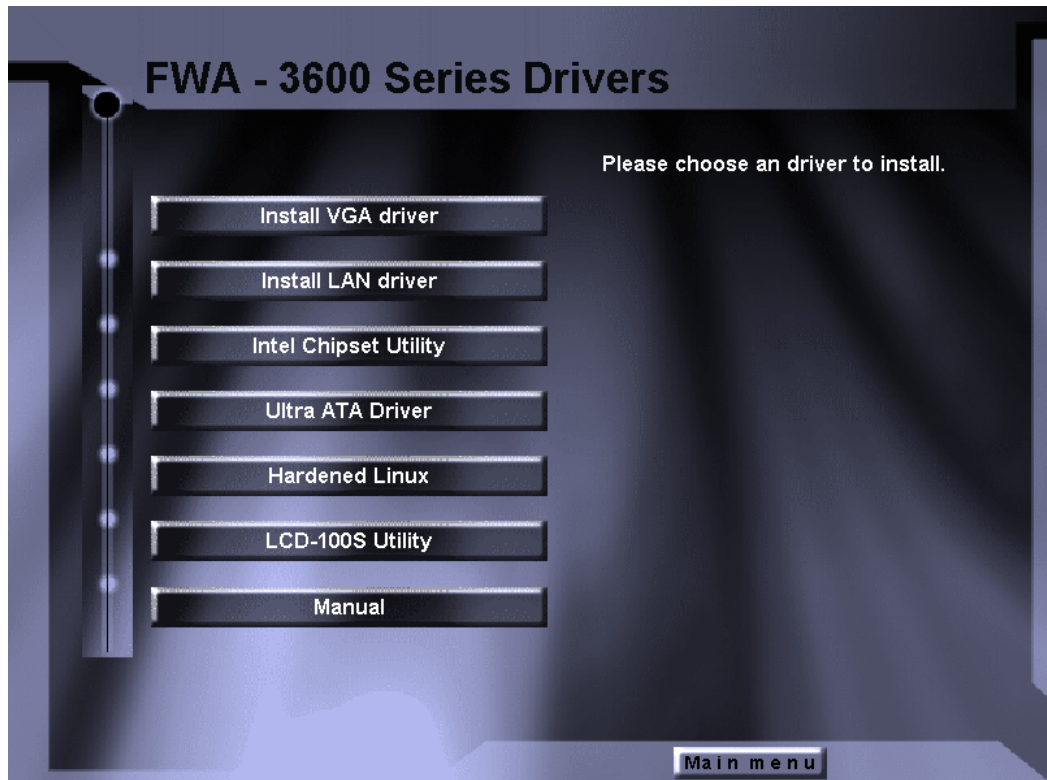 FWA - 3600 Series Drivers
Please choose an driver to install.
Install VGA driver
Install LAN driver
Intel Chipset Utility
Ultra ATA Driver
Hardened Linux
LCD-100S Utility
Manual
Main menu